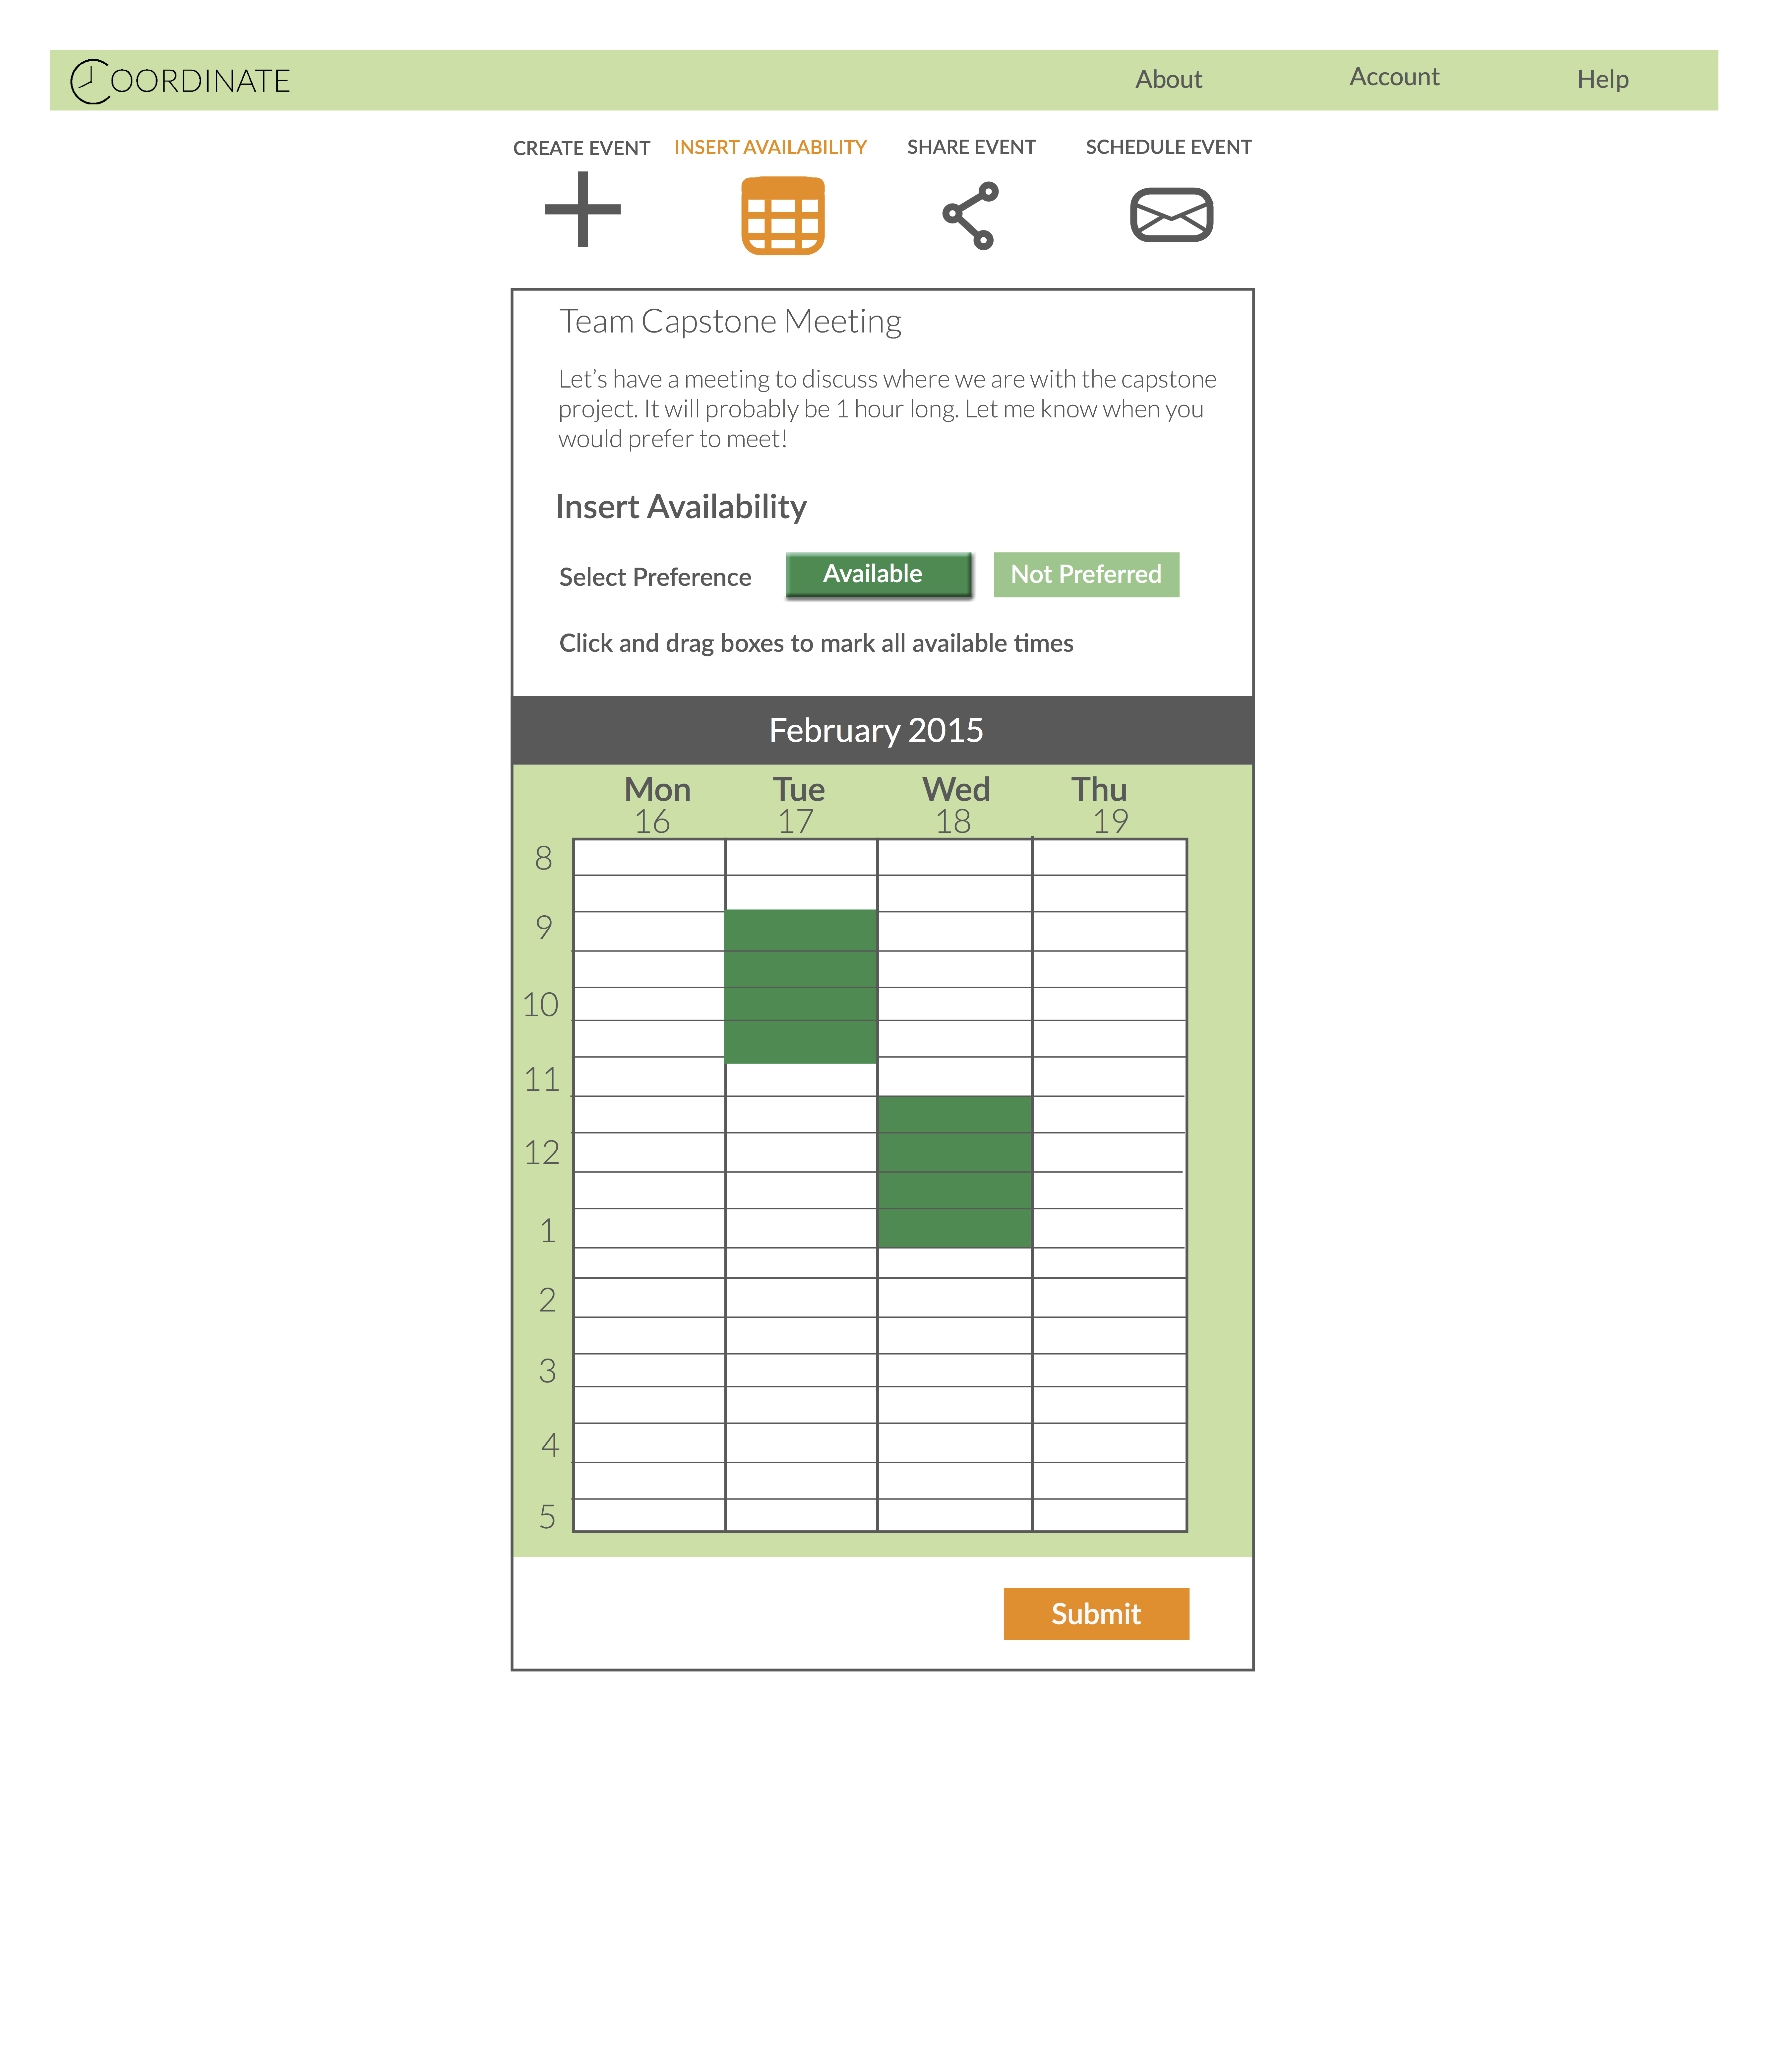 COORDINATE
About
Account
Help
CREATE EVENT
INSERT AVAILABILITY
SHARE EVENT
SCHEDULE EVENT
Team Capstone Meeting
Let’s have a meeting to discuss where we are with the capstone
project. It will probably be 1 hour long. Let me know when you
would prefer to meet!
Insert Availability
Select Preference
Available
Not Preferred
Click and drag boxes to mark all available times
February 2015
Mon Tue Wed Thu
16 17 18 19
8
9
10
11
12
1
2
3
4
5
Submit